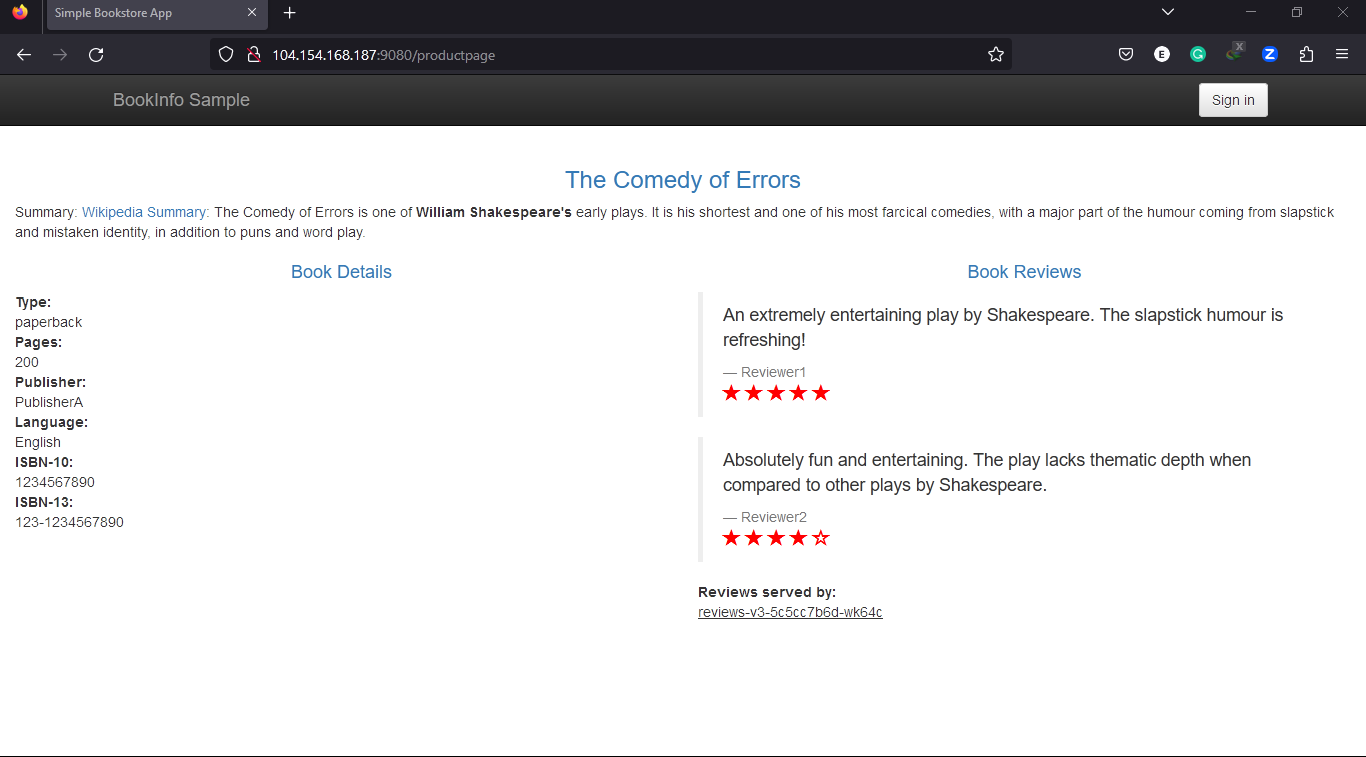 Simple Bookstore App
104.154.168.187:9080/productpage
BookInfo Sample
Sign in
The Comedy of Errors
Summary: Wikipedia Summary: The Comedy of Errors is one of William Shakespeare's early plays. It is his shortest and one of his most farcical comedies, with a major part of the humour coming from slapstick
and mistaken identity, in addition to puns and word play.
Book Details
Type:
paperback
Pages:
200
Publisher:
PublisherA
Language:
English
ISBN-10:
1234567890
ISBN-13:
123-1234567890
Book Reviews
An extremely entertaining play by Shakespeare. The slapstick humour is
refreshing!
— Reviewer1
Absolutely fun and entertaining. The play lacks thematic depth when
compared to other plays by Shakespeare.
— Reviewer2
Reviews served by:
reviews-v3-5c5cc7b6d-wk64c